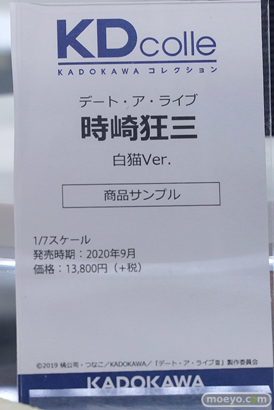 KDcolle
KADOKAWA コレクション
デート・ア・ライブ
時崎狂三
白猫Ver.
商品サンプル
1/7スケール
発売時期：2020年9月
価格：13,800円（+税）
©2019 橘公司・つなこ／KADOKAWA／「デート・ア・ライブⅢ」製作委員会
KADOKAWA
moeyo.com